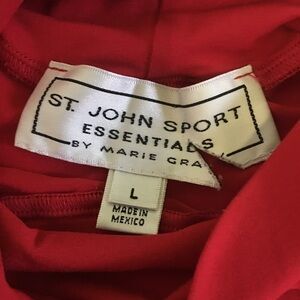 ST. JOHN SPORT
ESSENTIALS
BY MARIE GRA
L
MADE IN
MEXICO